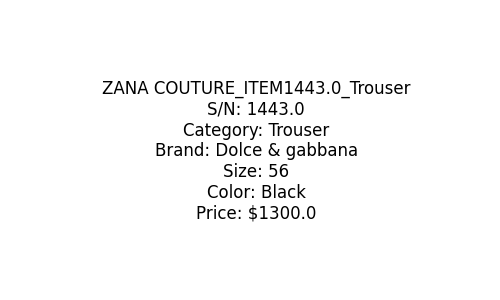 ZANA COUTURE_ITEM1443.0_Trouser
S/N: 1443.0
Category: Trouser
Brand: Dolce & gabbana
Size: 56
Color: Black
Price: $1300.0